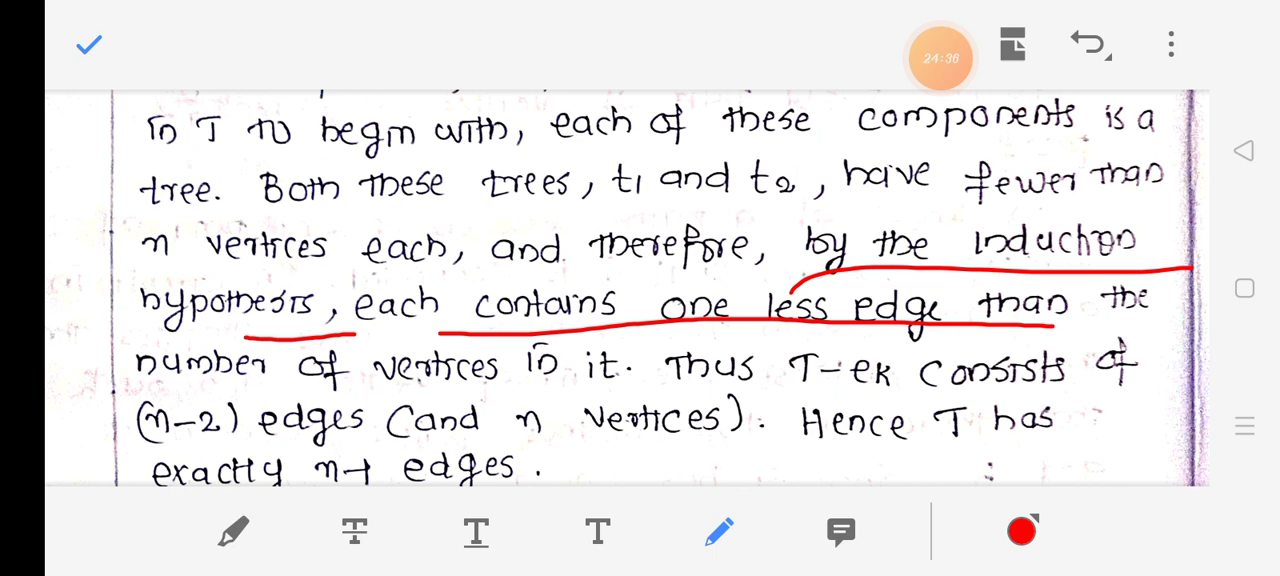 24:36
in T to begin with, each of these components is a
tree. Both these trees, t1 and t2, have fewer than
n vertices each, and therefore, by the induction
hypothesis, each contains one less edge than the
number of vertices in it. Thus T-ek consists of
(n-2) edges (and n vertices). Hence T has
exactly n-1 edges.
T T T